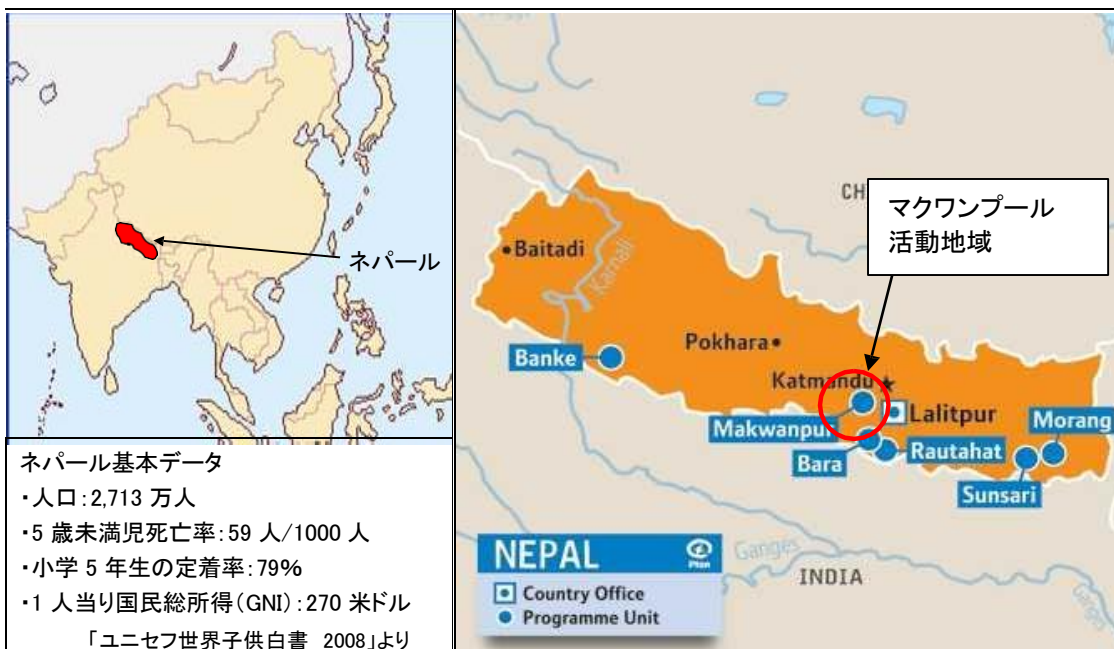 ネパール
ネパール基本データ
・人口：2,713 万人
・5 歳未満児死亡率：59 人/1000 人
・小学 5 年生の定着率：79%
・1 人当り国民総所得（GNI）：270 米ドル
「ユニセフ世界子供白書 2008」より
CH
マクワンプール
活動地域
Baitadi
Karnali
Pokhara
Banke
Katmandu
Lalitpur
Makwanpur
Morang
Bara
Rautahat
Sunsari
NEPAL
Plan
Country Office
Programme Unit
Ganges
INDIA
Ganges